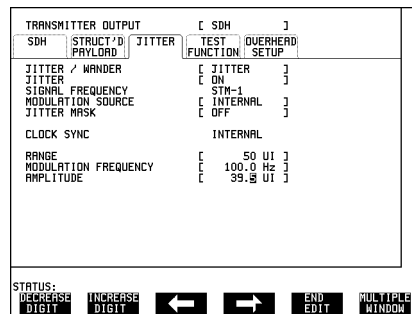 TRANSMITTER OUTPUT [ SDH ]
SDH STRUCT'D PAYLOAD JITTER TEST FUNCTION OVERHEAD SETUP
JITTER / WANDER [ JITTER ]
JITTER [ ON ]
SIGNAL FREQUENCY STM-1
MODULATION SOURCE [ INTERNAL ]
JITTER MASK [ OFF ]
CLOCK SYNC INTERNAL
RANGE [ 50 UI ]
MODULATION FREQUENCY [ 100.0 Hz ]
AMPLITUDE [ 39.5 UI ]
STATUS:
DECREASE DIGIT INCREASE DIGIT END EDIT MULTIPLE WINDOW